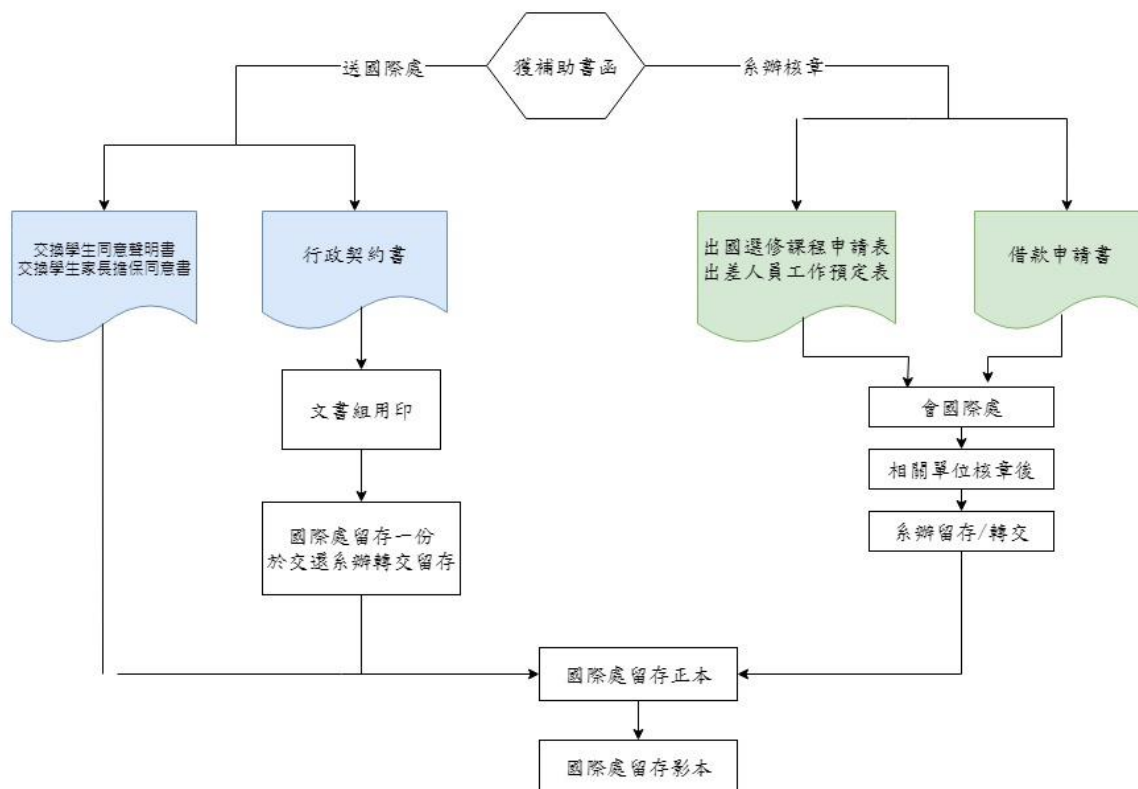 送國際處
獲補助書函
系辦核章
交換學生同意聲明書
交換學生家長擔保同意書
行政契約書
出國選修課程申請表
出差人員工作預定表
借款申請書
文書組用印
會國際處
相關單位核章後
國際處留存一份
於交還系辦轉交留存
系辦留存/轉交
國際處留存正本
國際處留存影本